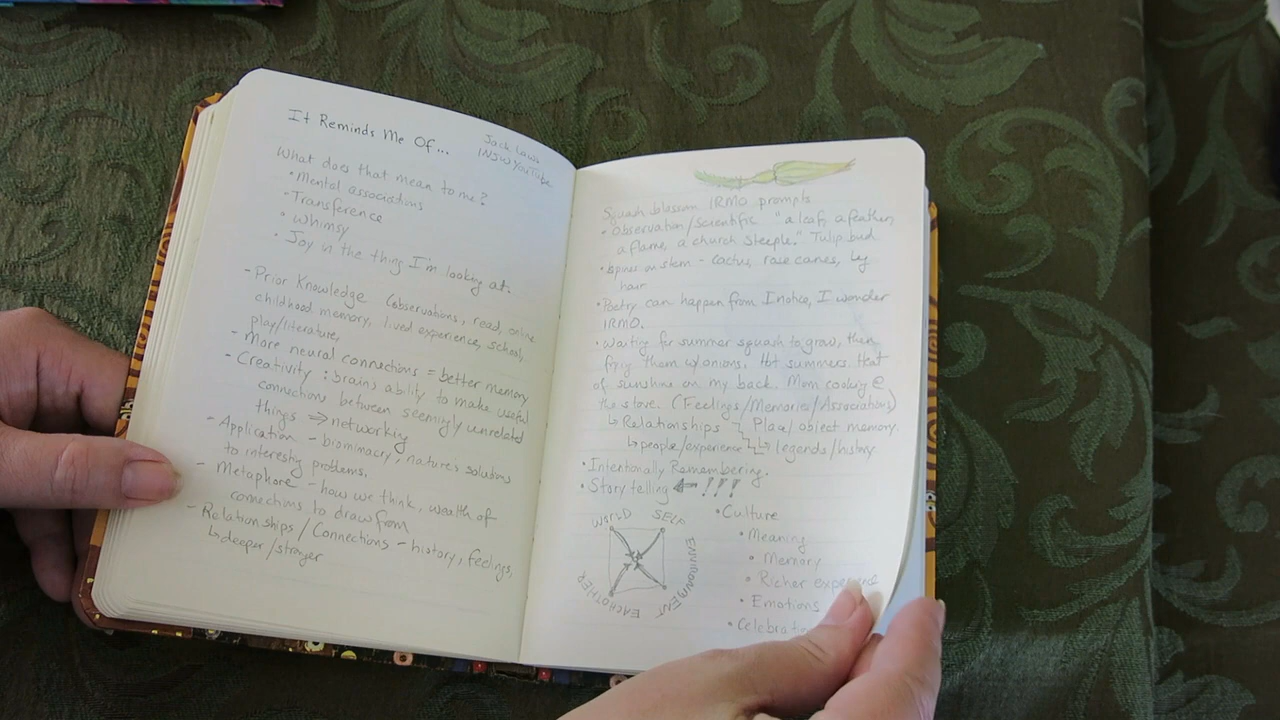 It Reminds Me Of...
Jack Laws
INJW YouTube
What does that mean to me?
• Mental associations
• Transference
• Whimsy
• Joy in the thing I'm looking at.
- Prior Knowledge (observations, read, online
childhood memory, lived experience, school,
play/literature,
- More neural connections = better memory
- Creativity : brains ability to make useful
connections between seemingly unrelated
things ⇒ networking
- Application - biomimicry, nature's solutions
to interesting problems.
- Metaphore - how we think, wealth of
connections to draw from
- Relationships / Connections - history, feelings,
↳ deeper/stronger
Squash blossom IRMO prompts
• Observation/Scientific "a leaf, a feather,
a flame, a church steeple." Tulip bud
• spines on stem - cactus, rose canes, leg
hair
• Poetry can happen from I notice, I wonder
IRMO.
• Waiting for summer squash to grow, then
frying them w/onions. Hot summers. Heat
of sunshine on my back. Mom cooking @
the stove. (Feelings/Memories/Associations)
↳ Relationships Place/object memory.
↳ people/experience ↳ legends/history
• Intentionally Remembering.
• Story telling ← !!!
WORLD SELF
ENVIRONMENT
EACHOTHER
• Culture
• Meaning
• Memory
• Richer experience
• Emotions